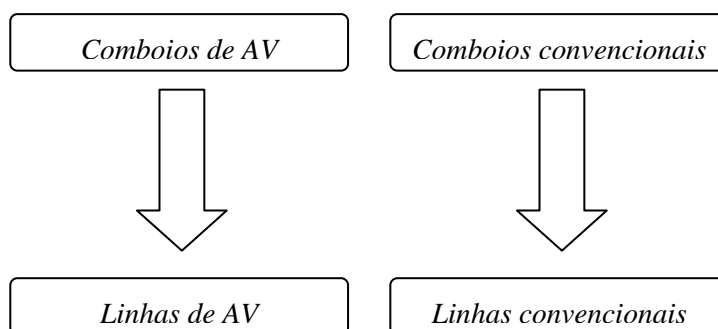 Comboios de AV
Comboios convencionais
Linhas de AV
Linhas convencionais